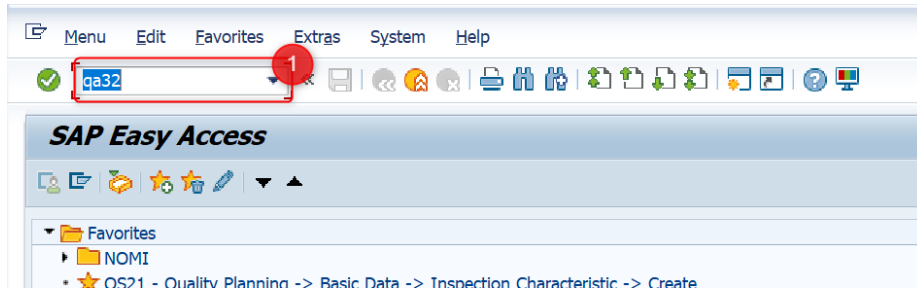 Menu Edit Favorites Extras System Help
1
qa32
SAP Easy Access
Favorites
NOMI
QS21 - Quality Planning -> Basic Data -> Inspection Characteristic -> Create